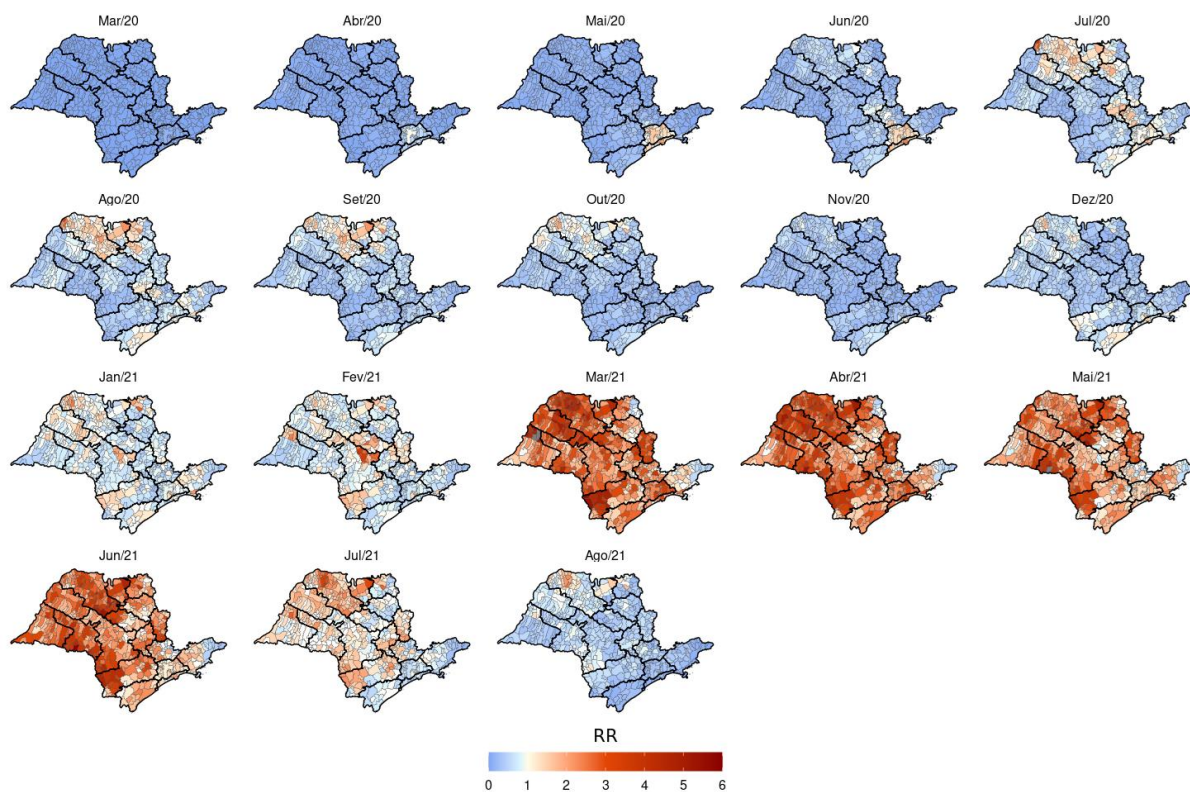 Mar/20 Abr/20 Mai/20 Jun/20 Jul/20
Ago/20 Set/20 Out/20 Nov/20 Dez/20
Jan/21 Fev/21 Mar/21 Abr/21 Mai/21
Jun/21 Jul/21 Ago/21
RR
0 1 2 3 4 5 6